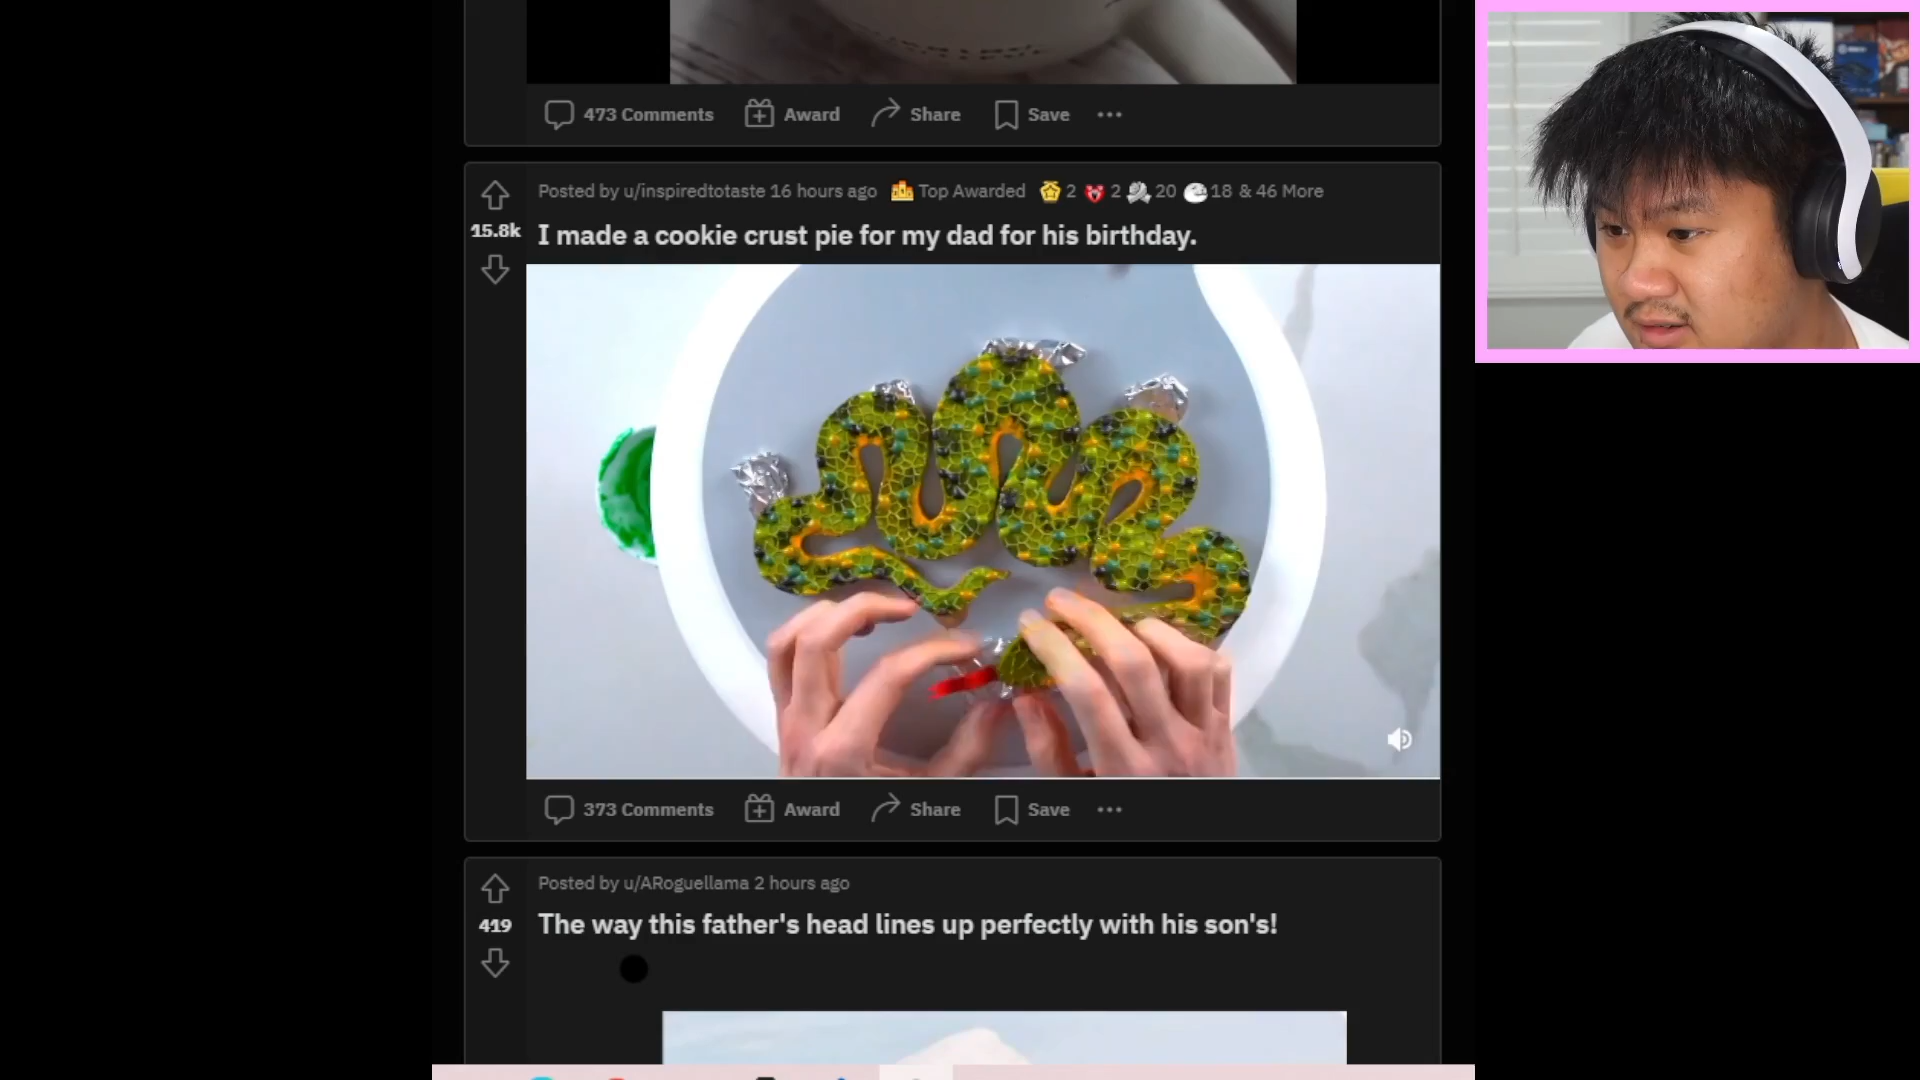 473 Comments Award Share Save
Posted by u/inspiredtotaste 16 hours ago Top Awarded 2 2 20 18 & 46 More
15.8k I made a cookie crust pie for my dad for his birthday.
373 Comments Award Share Save
Posted by u/ARoguellama 2 hours ago
419 The way this father's head lines up perfectly with his son's!